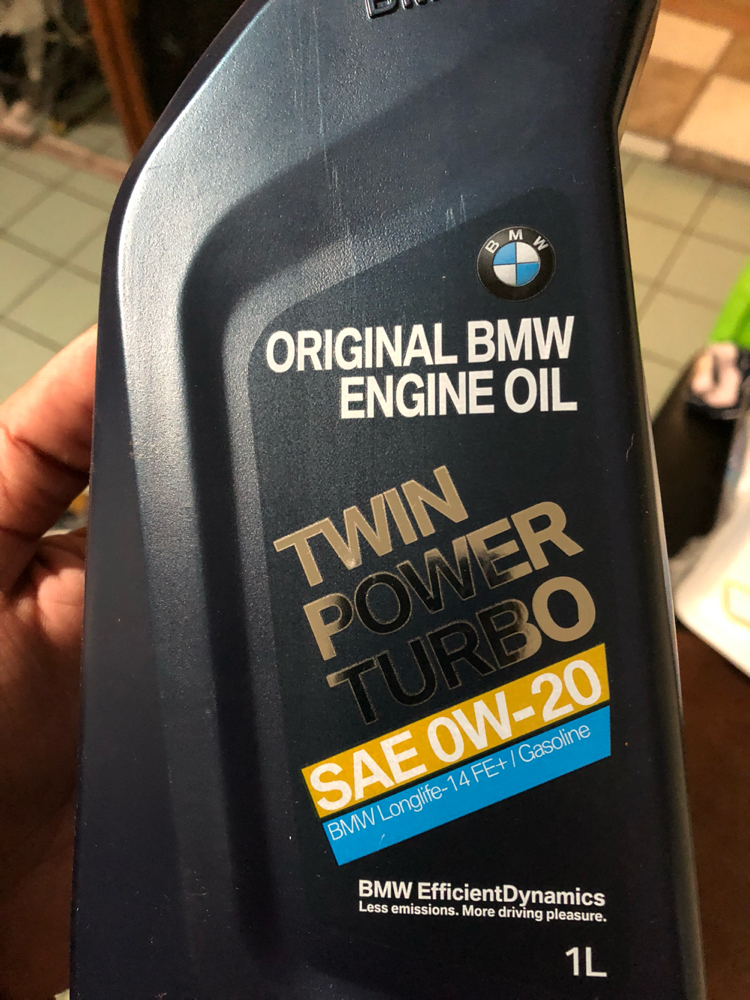 BMW
BMW
ORIGINAL BMW
ENGINE OIL
TWIN
POWER
TURBO
SAE 0W-20
BMW Longlife-14 FE+ / Gasoline
BMW EfficientDynamics
Less emissions. More driving pleasure.
1L